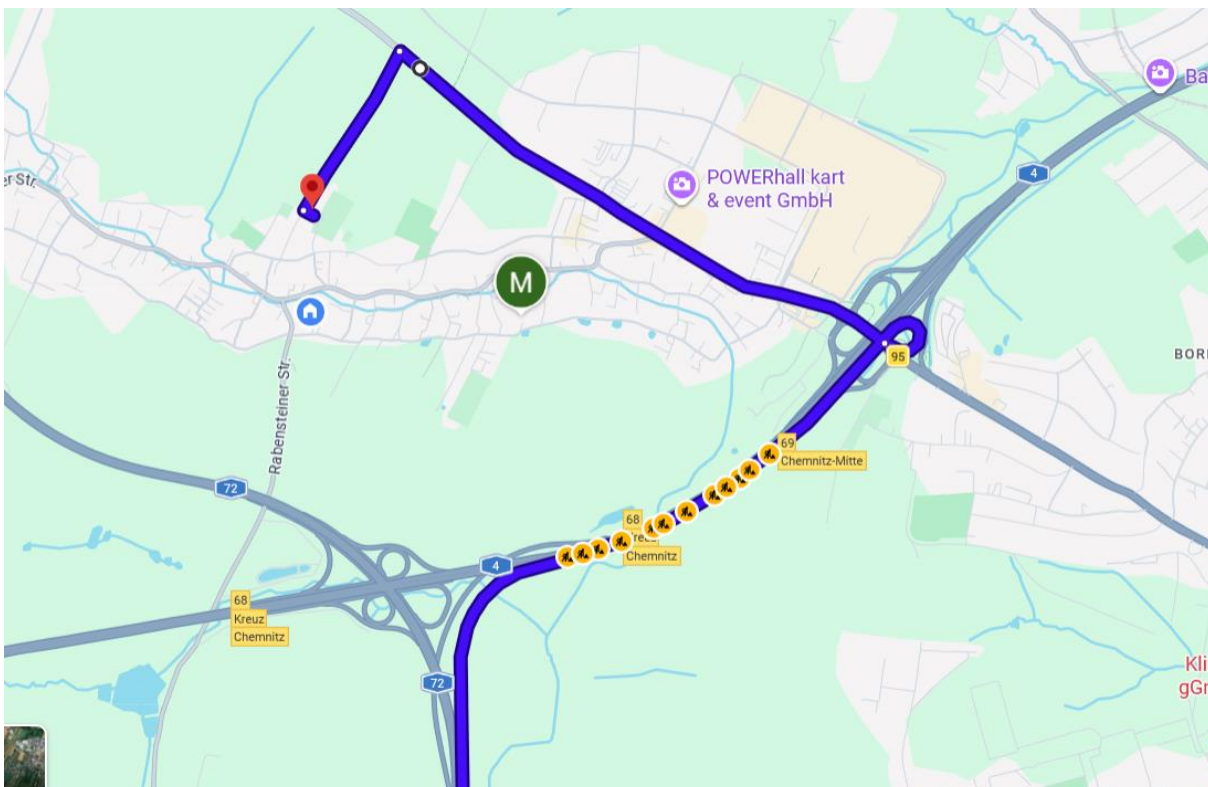 Ba
4
er Str.
POWERhall kart
& event GmbH
M
95
BORI
Rabensteiner Str.
69
Chemnitz-Mitte
72
68
Kreuz
Chemnitz
4
68
Kreuz
Chemnitz
72
Kli
gGr